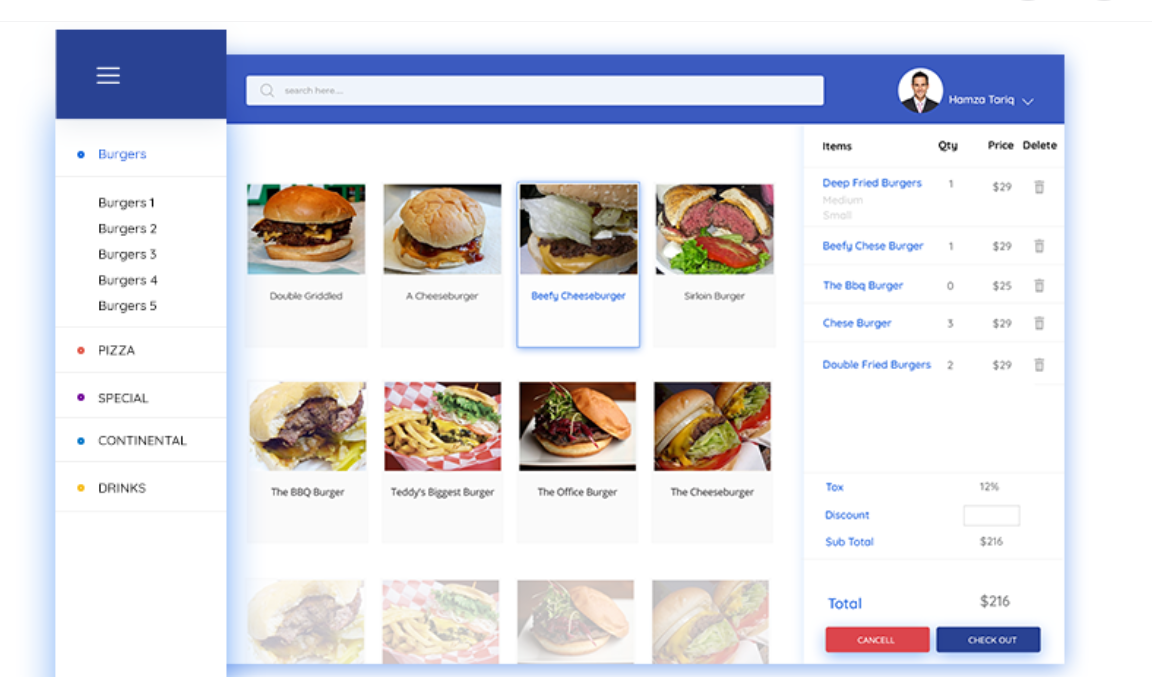 search here...
Hamza Tariq
Burgers
Burgers 1
Burgers 2
Burgers 3
Burgers 4
Burgers 5
PIZZA
SPECIAL
CONTINENTAL
DRINKS
Double Griddled
A Cheeseburger
Beefy Cheeseburger
Sirloin Burger
The BBQ Burger
Teddy's Biggest Burger
The Office Burger
The Cheeseburger
Items Qty Price Delete
Deep Fried Burgers 1 $29
Medium
Small
Beefy Chese Burger 1 $29
The Bbq Burger 0 $25
Chese Burger 3 $29
Double Fried Burgers 2 $29
Tox 12%
Discount
Sub Total $216
Total $216
CANCELL CHECK OUT